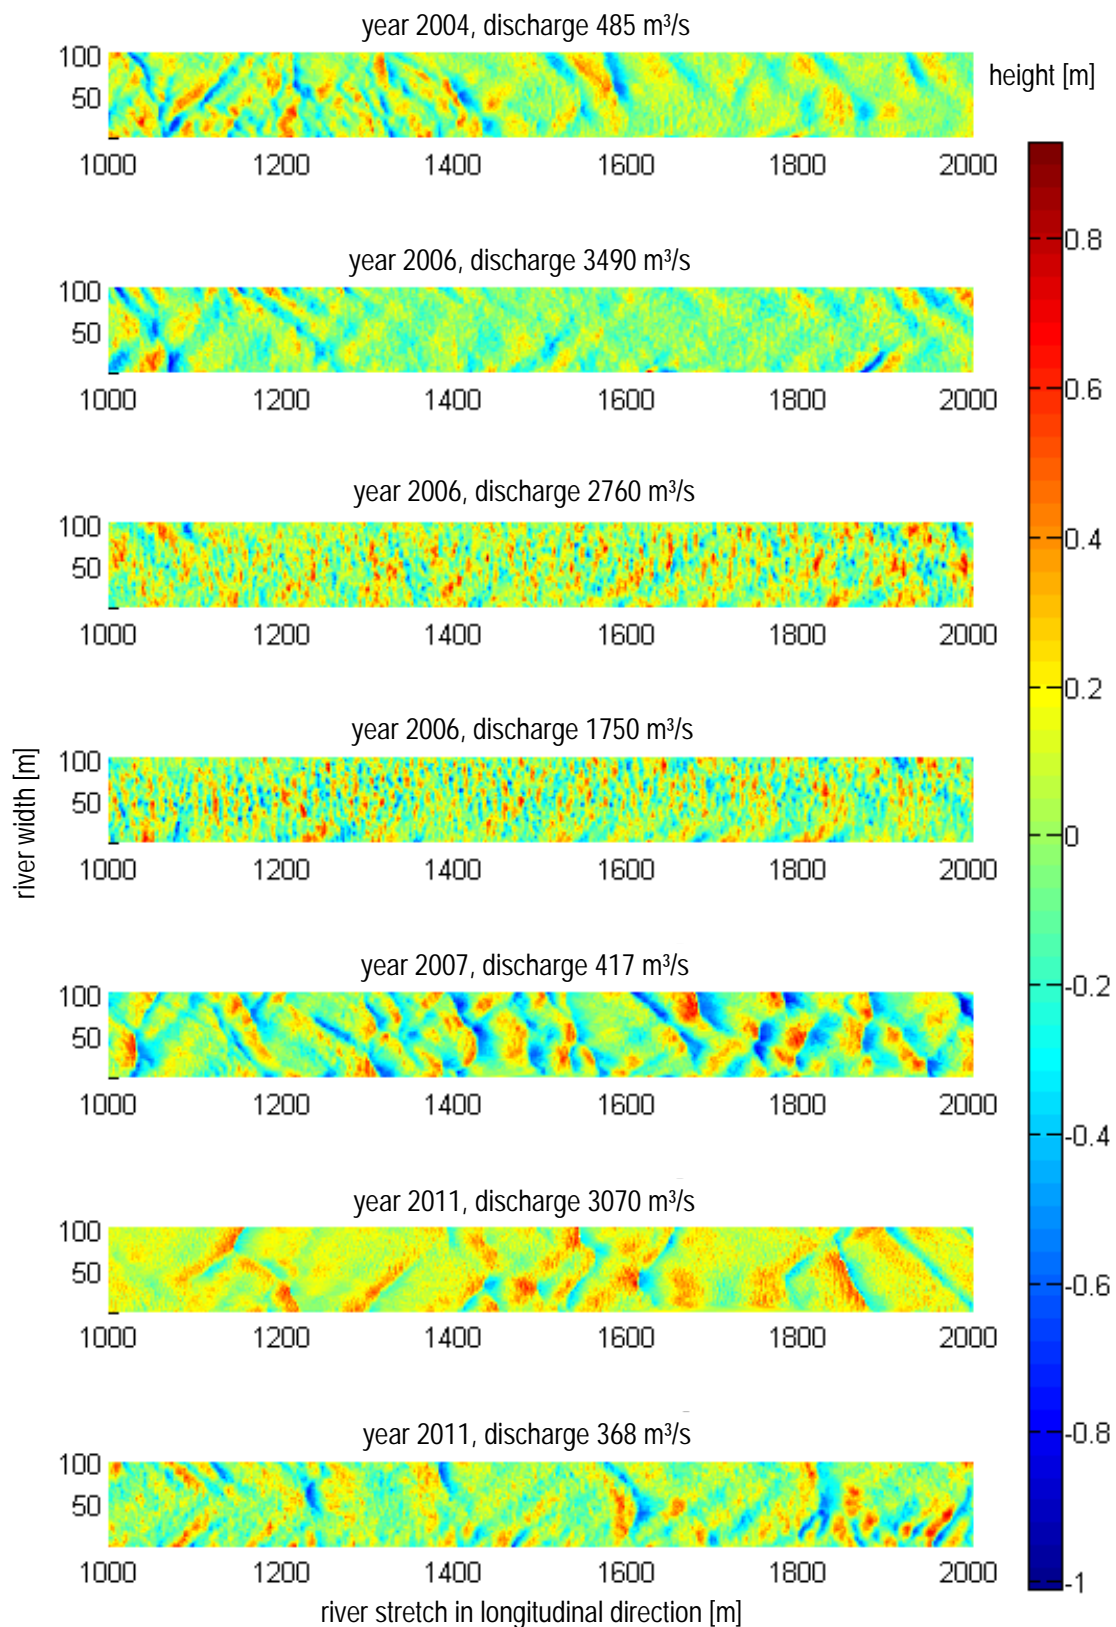 year 2004, discharge 485 m³/s
height [m]
100
50
1000 1200 1400 1600 1800 2000
year 2006, discharge 3490 m³/s
100
50
1000 1200 1400 1600 1800 2000
year 2006, discharge 2760 m³/s
100
50
1000 1200 1400 1600 1800 2000
year 2006, discharge 1750 m³/s
100
50
1000 1200 1400 1600 1800 2000
year 2007, discharge 417 m³/s
100
50
1000 1200 1400 1600 1800 2000
year 2011, discharge 3070 m³/s
100
50
1000 1200 1400 1600 1800 2000
year 2011, discharge 368 m³/s
100
50
1000 1200 1400 1600 1800 2000
river stretch in longitudinal direction [m]
river width [m]
0.8
0.6
0.4
0.2
0
-0.2
-0.4
-0.6
-0.8
-1